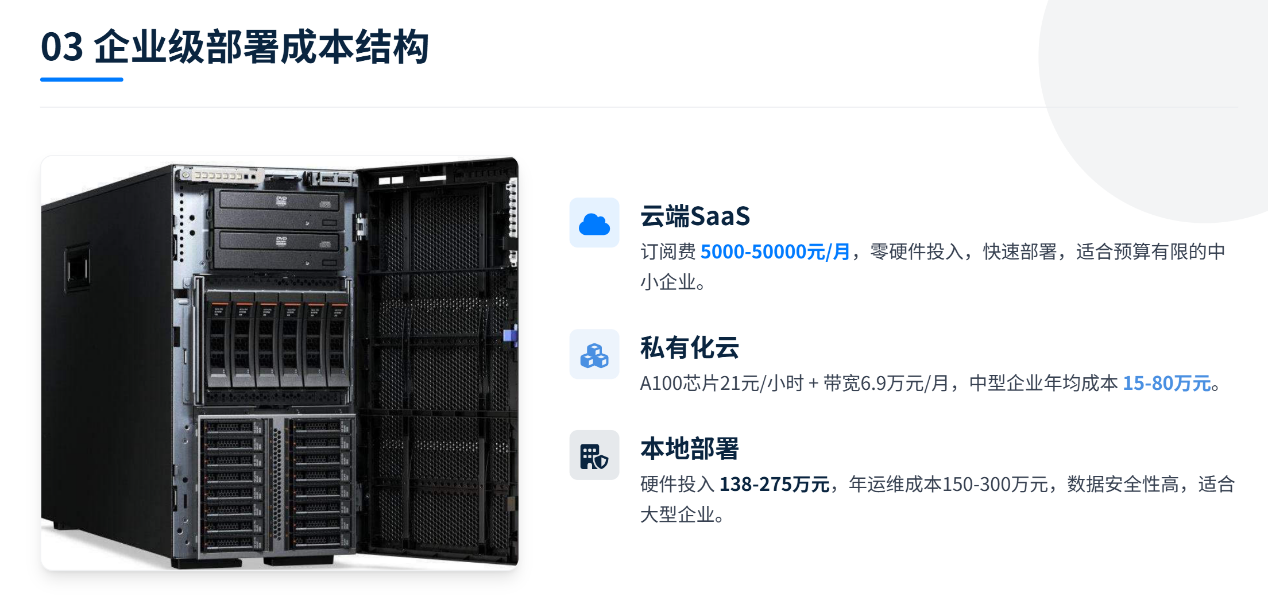 03 企业级部署成本结构
云端SaaS
订阅费 5000-50000元/月，零硬件投入，快速部署，适合预算有限的中
小企业。
私有化云
A100芯片21元/小时 + 带宽6.9万元/月，中型企业年均成本 15-80万元。
本地部署
硬件投入 138-275万元，年运维成本150-300万元，数据安全性高，适合
大型企业。